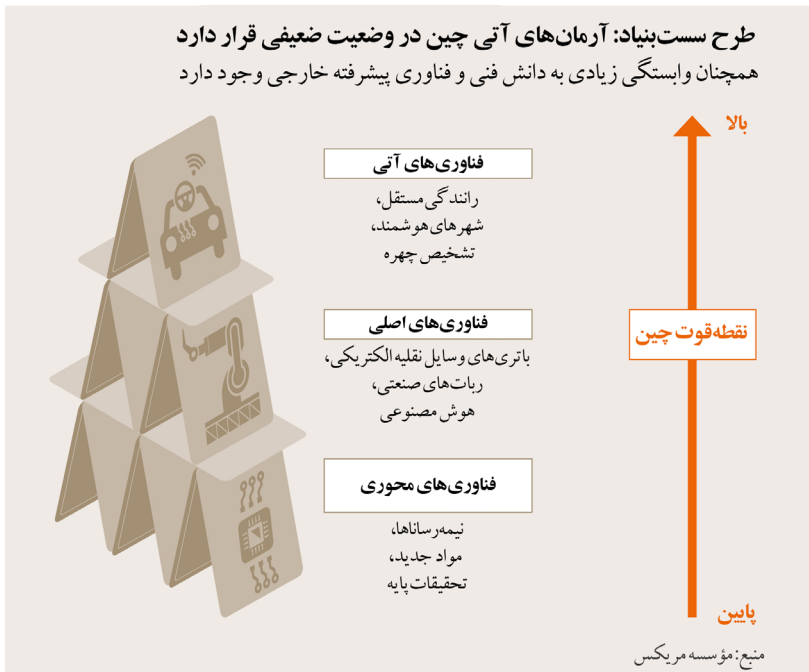 طرح سست‌بنیاد: آرمان‌های آتی چین در وضعیت ضعیفی قرار دارد
همچنان وابستگی زیادی به دانش فنی و فناوری پیشرفته خارجی وجود دارد
بالا
فناوری‌های آتی
رانندگی مستقل،
شهرهای هوشمند،
تشخیص چهره
نقطه قوت چین
فناوری‌های اصلی
باتری‌های وسایل نقلیه الکتریکی،
ربات‌های صنعتی،
هوش مصنوعی
فناوری‌های محوری
نیمه‌رساناها،
مواد جدید،
تحقیقات پایه
پایین
منبع: مؤسسه مریکس